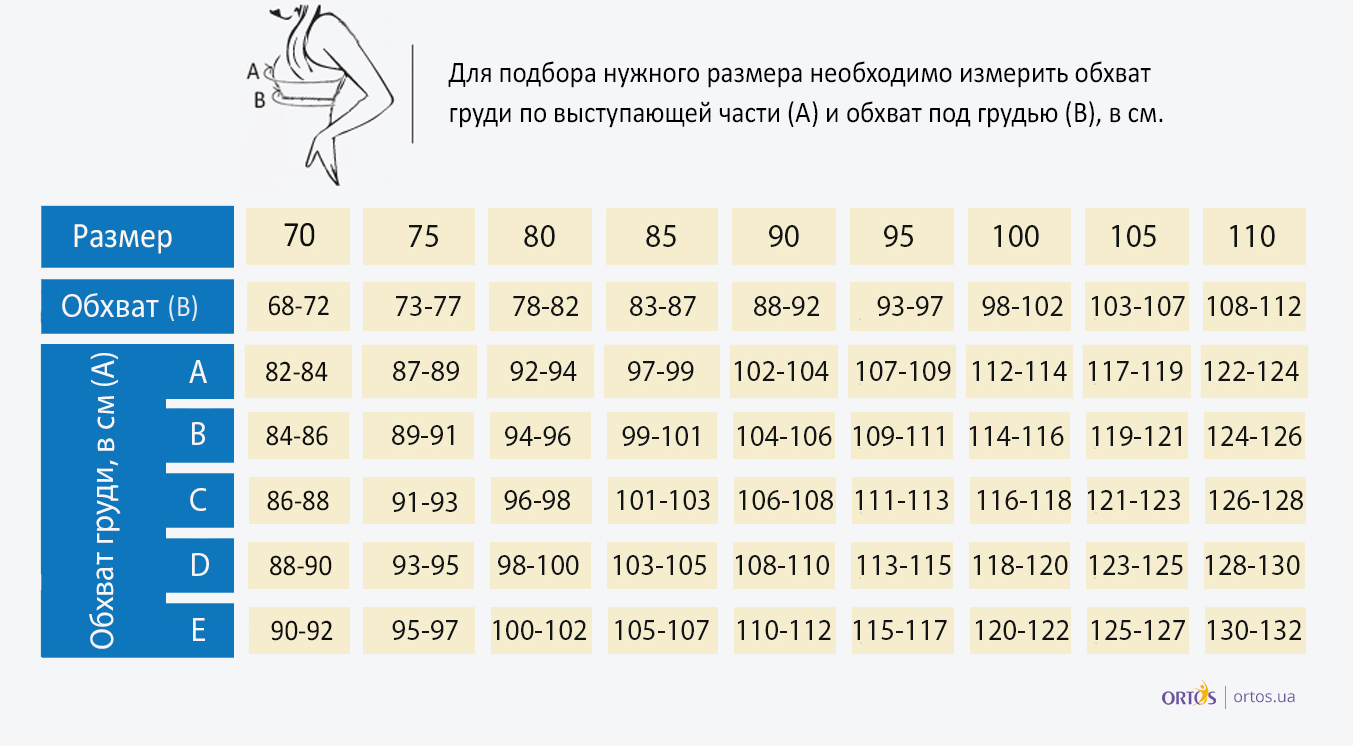 A
B
Для подбора нужного размера необходимо измерить обхват
груди по выступающей части (А) и обхват под грудью (В), в см.
Размер 70 75 80 85 90 95 100 105 110
Обхват (В) 68-72 73-77 78-82 83-87 88-92 93-97 98-102 103-107 108-112
Обхват груди, в см (А)
A 82-84 87-89 92-94 97-99 102-104 107-109 112-114 117-119 122-124
B 84-86 89-91 94-96 99-101 104-106 109-111 114-116 119-121 124-126
C 86-88 91-93 96-98 101-103 106-108 111-113 116-118 121-123 126-128
D 88-90 93-95 98-100 103-105 108-110 113-115 118-120 123-125 128-130
E 90-92 95-97 100-102 105-107 110-112 115-117 120-122 125-127 130-132
ORTOS ortos.ua